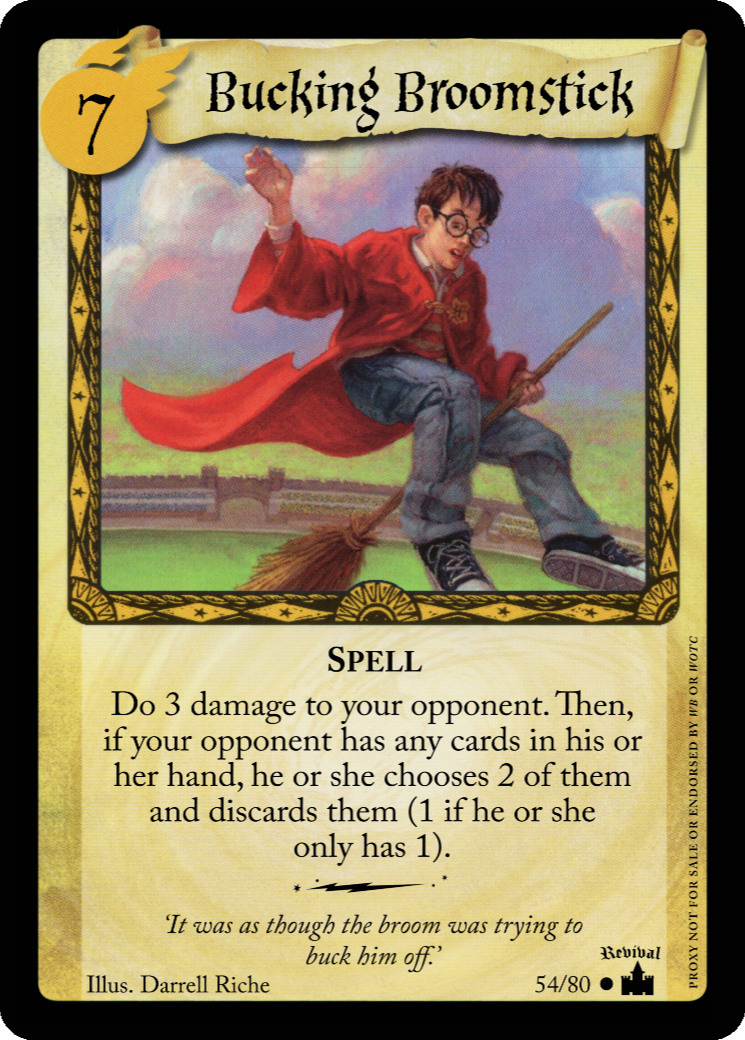 7
Bucking Broomstick
SPELL
Do 3 damage to your opponent. Then,
if your opponent has any cards in his or
her hand, he or she chooses 2 of them
and discards them (1 if he or she
only has 1).
‘It was as though the broom was trying to
buck him off.’
Illus. Darrell Riche
54/80
Revival
PROXY NOT FOR SALE OR ENDORSED BY WB OR WOTC